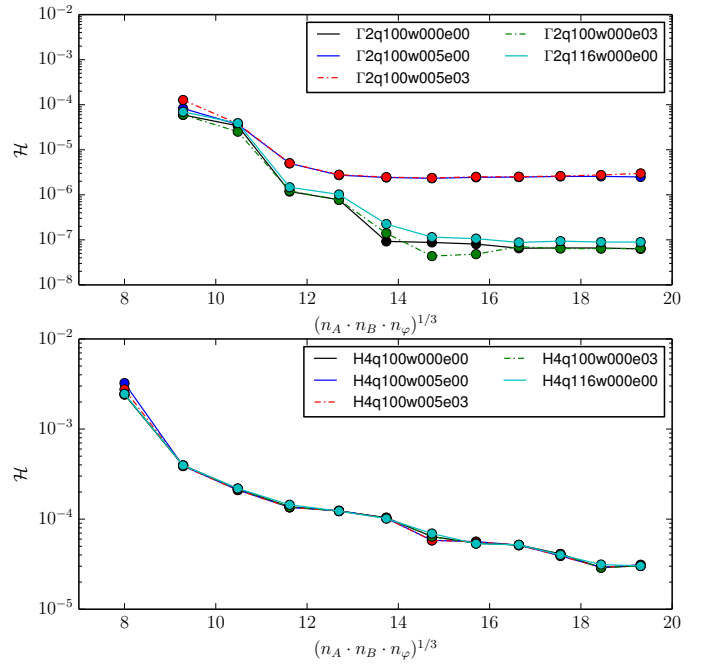 10⁻²
10⁻³
10⁻⁴
10⁻⁵
10⁻⁶
10⁻⁷
10⁻⁸
ℋ
Γ2q100w000e00
Γ2q100w005e00
Γ2q100w005e03
Γ2q100w000e03
Γ2q116w000e00
8 10 12 14 16 18 20
(n_A · n_B · n_φ)^{1/3}
10⁻²
10⁻³
10⁻⁴
10⁻⁵
ℋ
H4q100w000e00
H4q100w005e00
H4q100w005e03
H4q100w000e03
H4q116w000e00
8 10 12 14 16 18 20
(n_A · n_B · n_φ)^{1/3}